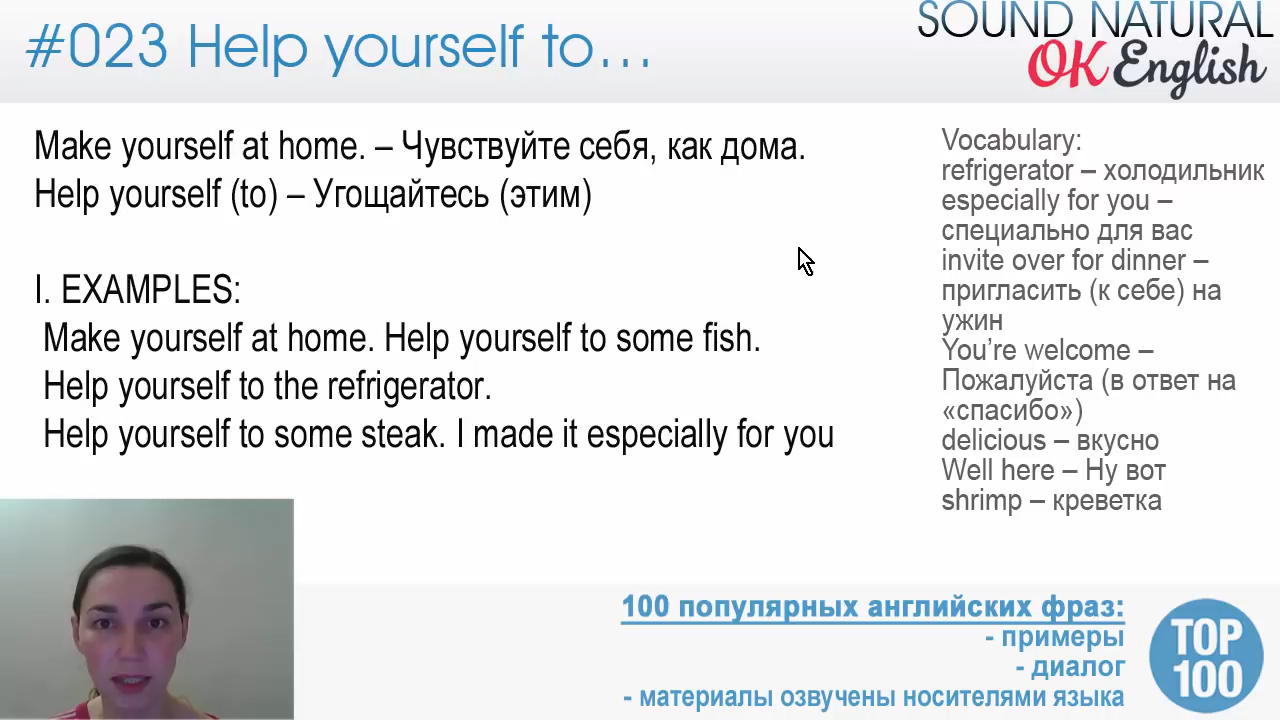 #023 Help yourself to…
SOUND NATURAL
OK English
Make yourself at home. – Чувствуйте себя, как дома.
Help yourself (to) – Угощайтесь (этим)
I. EXAMPLES:
Make yourself at home. Help yourself to some fish.
Help yourself to the refrigerator.
Help yourself to some steak. I made it especially for you
Vocabulary:
refrigerator – холодильник
especially for you –
специально для вас
invite over for dinner –
пригласить (к себе) на
ужин
You’re welcome –
Пожалуйста (в ответ на
«спасибо»)
delicious – вкусно
Well here – Ну вот
shrimp – креветка
100 популярных английских фраз:
- примеры
- диалог
- материалы озвучены носителями языка
TOP
100